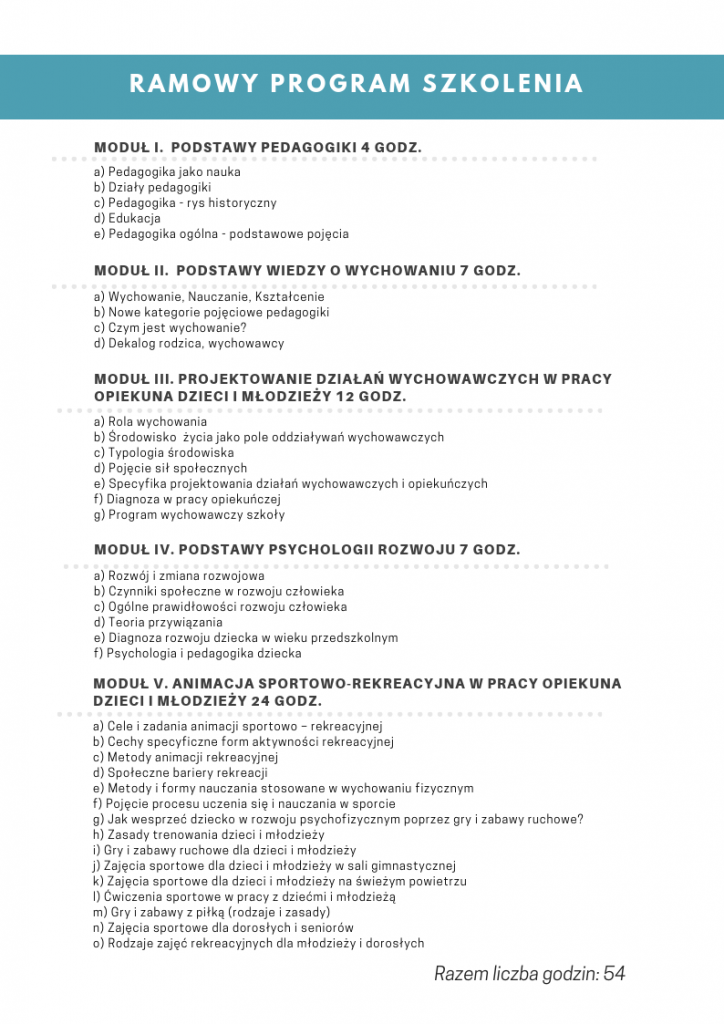 RAMOWY PROGRAM SZKOLENIA
MODUŁ I. PODSTAWY PEDAGOGIKI 4 GODZ.
a) Pedagogika jako nauka
b) Działy pedagogiki
c) Pedagogika - rys historyczny
d) Edukacja
e) Pedagogika ogólna - podstawowe pojęcia
MODUŁ II. PODSTAWY WIEDZY O WYCHOWANIU 7 GODZ.
a) Wychowanie, Nauczanie, Kształcenie
b) Nowe kategorie pojęciowe pedagogiki
c) Czym jest wychowanie?
d) Dekalog rodzica, wychowawcy
MODUŁ III. PROJEKTOWANIE DZIAŁAŃ WYCHOWAWCZYCH W PRACY
OPIEKUNA DZIECI I MŁODZIEŻY 12 GODZ.
a) Rola wychowania
b) Środowisko życia jako pole oddziaływań wychowawczych
c) Typologia środowiska
d) Pojęcie sił społecznych
e) Specyfika projektowania działań wychowawczych i opiekuńczych
f) Diagnoza w pracy opiekuńczej
g) Program wychowawczy szkoły
MODUŁ IV. PODSTAWY PSYCHOLOGII ROZWOJU 7 GODZ.
a) Rozwój i zmiana rozwojowa
b) Czynniki społeczne w rozwoju człowieka
c) Ogólne prawidłowości rozwoju człowieka
d) Teoria przywiązania
e) Diagnoza rozwoju dziecka w wieku przedszkolnym
f) Psychologia i pedagogika dziecka
MODUŁ V. ANIMACJA SPORTOWO-REKREACYJNA W PRACY OPIEKUNA
DZIECI I MŁODZIEŻY 24 GODZ.
a) Cele i zadania animacji sportowo – rekreacyjnej
b) Cechy specyficzne form aktywności rekreacyjnej
c) Metody animacji rekreacyjnej
d) Społeczne bariery rekreacji
e) Metody i formy nauczania stosowane w wychowaniu fizycznym
f) Pojęcie procesu uczenia się i nauczania w sporcie
g) Jak wesprzeć dziecko w rozwoju psychofizycznym poprzez gry i zabawy ruchowe?
h) Zasady trenowania dzieci i młodzieży
i) Gry i zabawy ruchowe dla dzieci i młodzieży
j) Zajęcia sportowe dla dzieci i młodzieży w sali gimnastycznej
k) Zajęcia sportowe dla dzieci i młodzieży na świeżym powietrzu
l) Ćwiczenia sportowe w pracy z dziećmi i młodzieżą
m) Gry i zabawy z piłką (rodzaje i zasady)
n) Zajęcia sportowe dla dorosłych i seniorów
o) Rodzaje zajęć rekreacyjnych dla młodzieży i dorosłych
Razem liczba godzin: 54